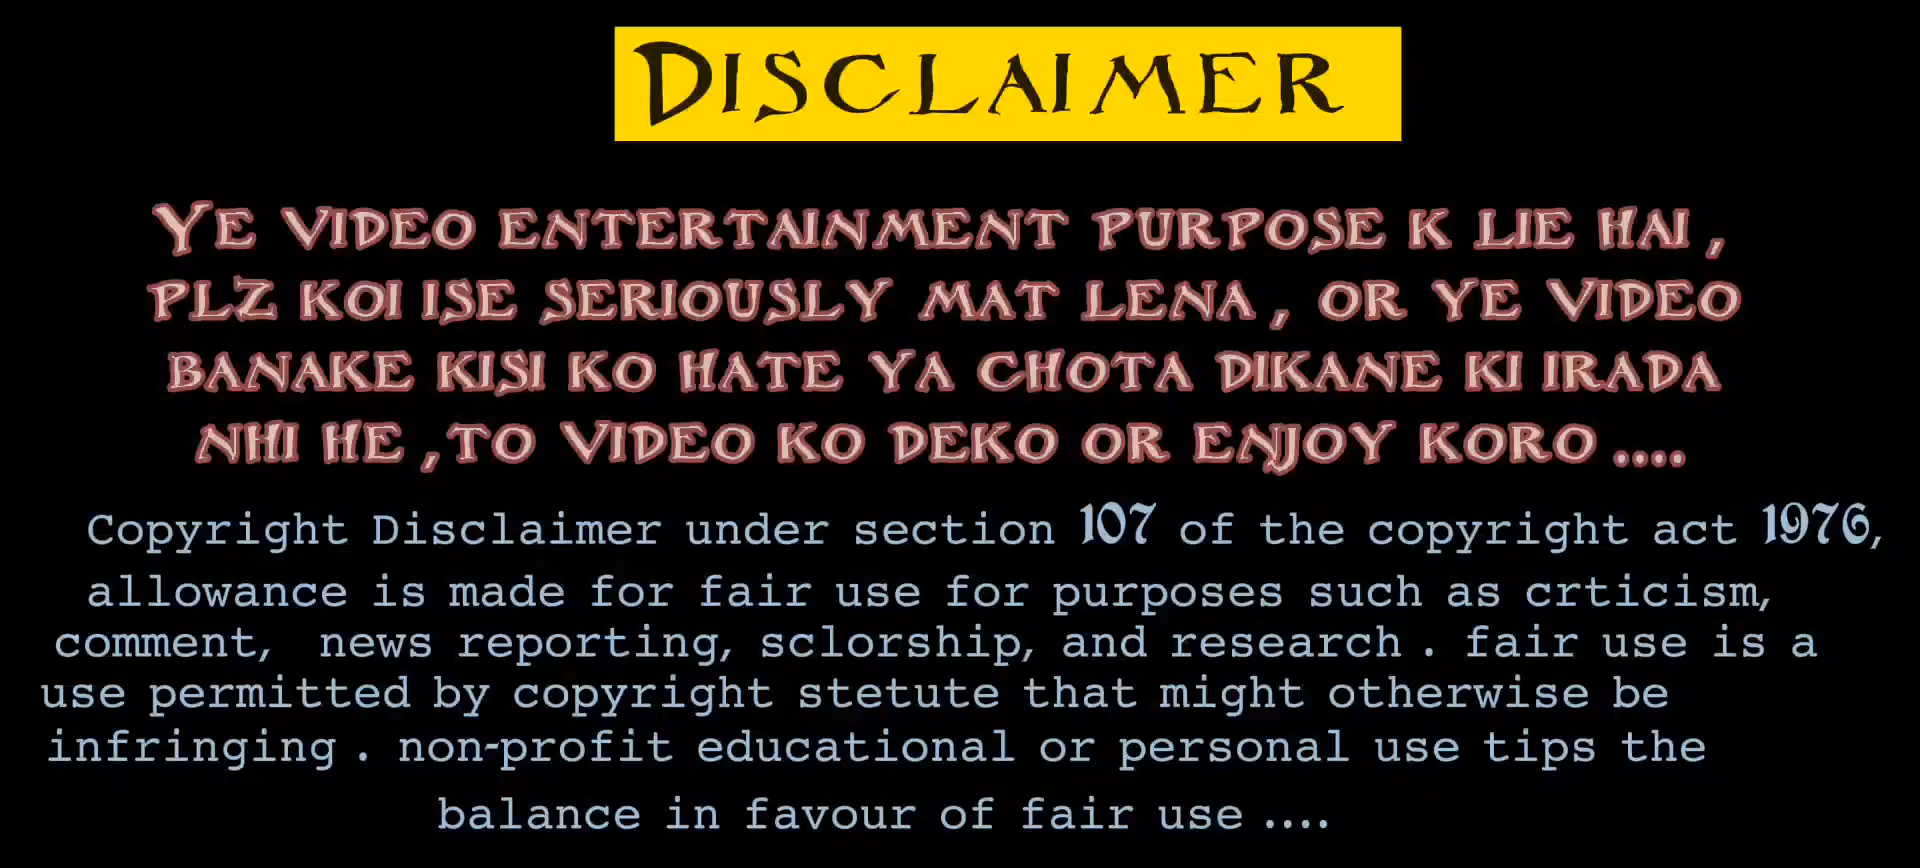 DISCLAIMER
YE VIDEO ENTERTAINMENT PURPOSE K LIE HAI ,
PLZ KOI ISE SERIOUSLY MAT LENA , OR YE VIDEO
BANAKE KISI KO HATE YA CHOTA DIKANE KI IRADA
NHI HE ,TO VIDEO KO DEKO OR ENJOY KORO ....
Copyright Disclaimer under section 107 of the copyright act 1976,
allowance is made for fair use for purposes such as crticism,
comment, news reporting, sclorship, and research . fair use is a
use permitted by copyright stetute that might otherwise be
infringing . non-profit educational or personal use tips the
balance in favour of fair use ....